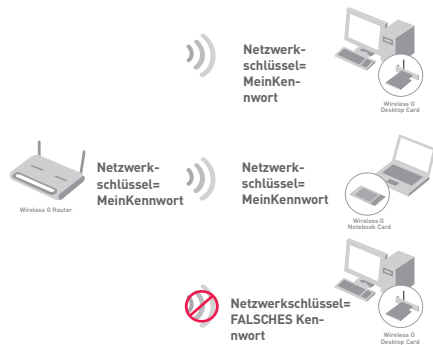 Netzwerk-
schlüssel=
MeinKen-
nwort
Wireless G
Desktop Card
Wireless G Router
Netzwerk-
schlüssel=
MeinKennwort
Netzwerk-
schlüssel=
MeinKennwort
Wireless G
Notebook Card
Netzwerkschlüssel=
FALSCHES Ken-
nwort
Wireless G
Desktop Card